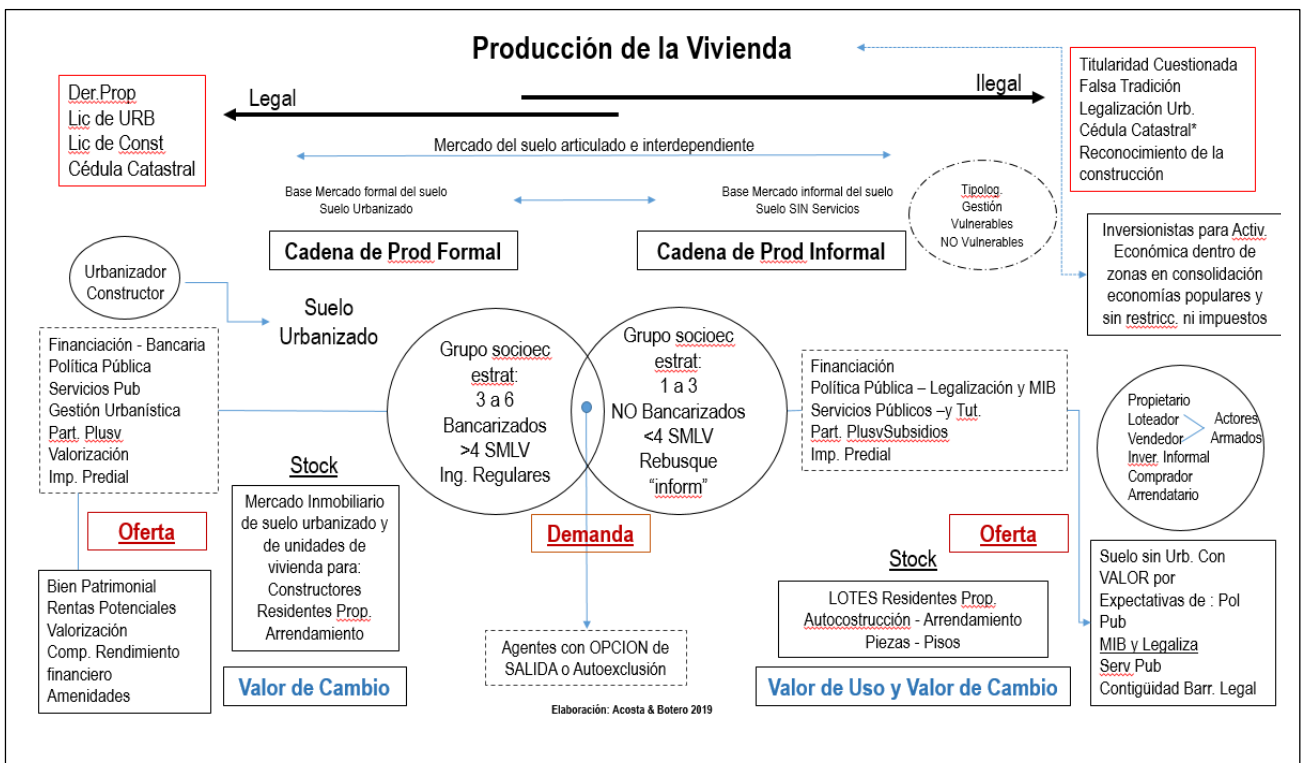 Producción de la Vivienda
Der.Prop
Lic de URB
Lic de Const
Cédula Catastral
Legal
Ilegal
Titularidad Cuestionada
Falsa Tradición
Legalización Urb.
Cédula Catastral*
Reconocimiento de la
construcción
Mercado del suelo articulado e interdependiente
Base Mercado formal del suelo
Suelo Urbanizado
Base Mercado informal del suelo
Suelo SIN Servicios
Tipolog.
Gestión
Vulnerables
NO Vulnerables
Cadena de Prod Formal
Cadena de Prod Informal
Inversionistas para Activ.
Económica dentro de
zonas en consolidación
economías populares y
sin restricc. ni impuestos
Urbanizador
Constructor
Suelo
Urbanizado
Financiación - Bancaria
Política Pública
Servicios Pub
Gestión Urbanística
Part. Plusv
Valorización
Imp. Predial
Grupo socioec
estrat:
3 a 6
Bancarizados
>4 SMLV
Ing. Regulares
Grupo socioec
estrat:
1 a 3
NO Bancarizados
<4 SMLV
Rebusque
“inform”
Financiación
Política Pública – Legalización y MIB
Servicios Públicos –y Tut.
Part. PlusvSubsidios
Imp. Predial
Propietario
Loteador
Vendedor
Inver. Informal
Comprador
Arrendatario
Actores
Armados
Stock
Mercado Inmobiliario
de suelo urbanizado y
de unidades de
vivienda para:
Constructores
Residentes Prop.
Arrendamiento
Oferta
Demanda
Oferta
Bien Patrimonial
Rentas Potenciales
Valorización
Comp. Rendimiento
financiero
Amenidades
Valor de Cambio
Agentes con OPCION de
SALIDA o Autoexclusión
Stock
LOTES Residentes Prop.
Autocostrucción - Arrendamiento
Piezas - Pisos
Valor de Uso y Valor de Cambio
Suelo sin Urb. Con
VALOR por
Expectativas de : Pol
Pub
MIB y Legaliza
Serv Pub
Contigüidad Barr. Legal
Elaboración: Acosta & Botero 2019